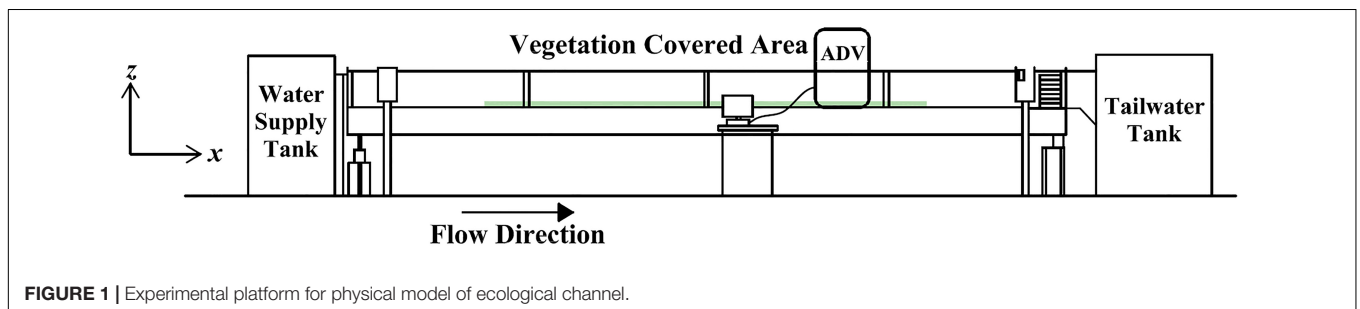 Vegetation Covered Area
ADV
z
x
Water
Supply
Tank
Tailwater
Tank
Flow Direction
FIGURE 1 | Experimental platform for physical model of ecological channel.